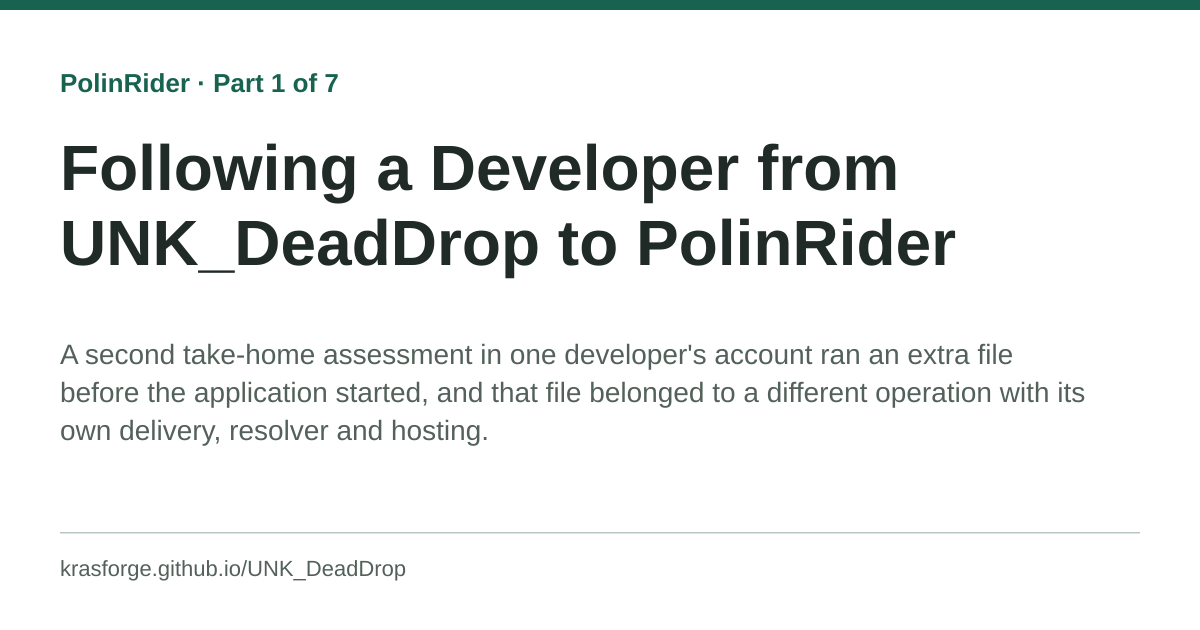 PolinRider · Part 1 of 7
Following a Developer from
UNK_DeadDrop to PolinRider
A second take-home assessment in one developer's account ran an extra file
before the application started, and that file belonged to a different operation with its
own delivery, resolver and hosting.
krasforge.github.io/UNK_DeadDrop